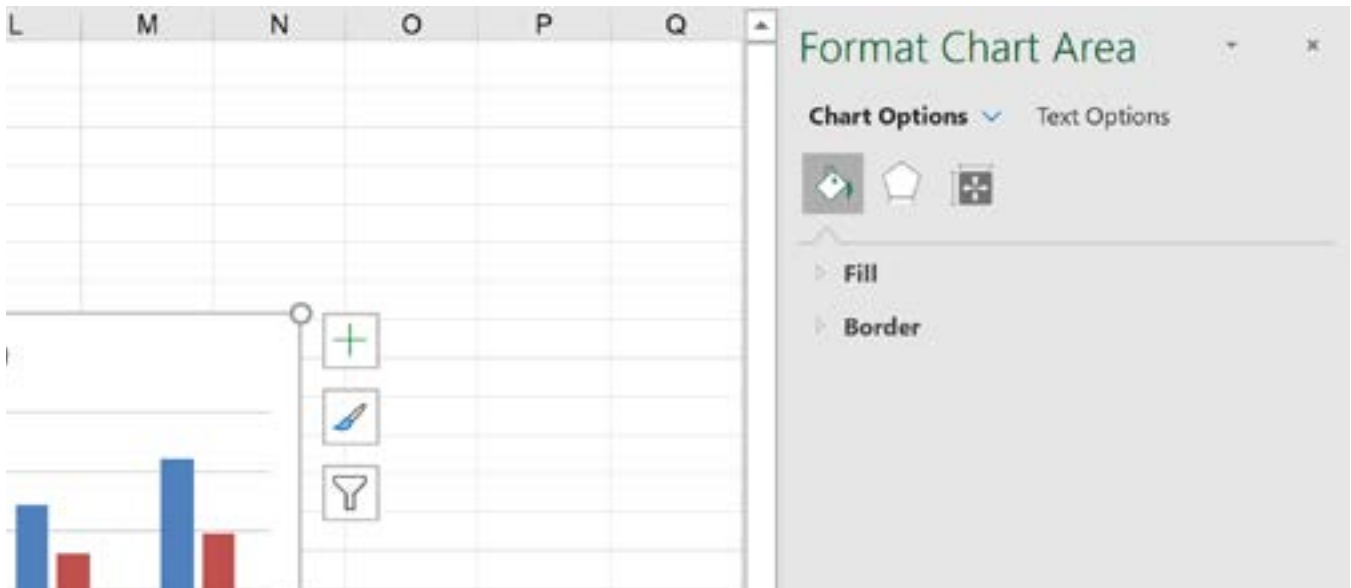 L M N O P Q
Format Chart Area
Chart Options Text Options
Fill
Border